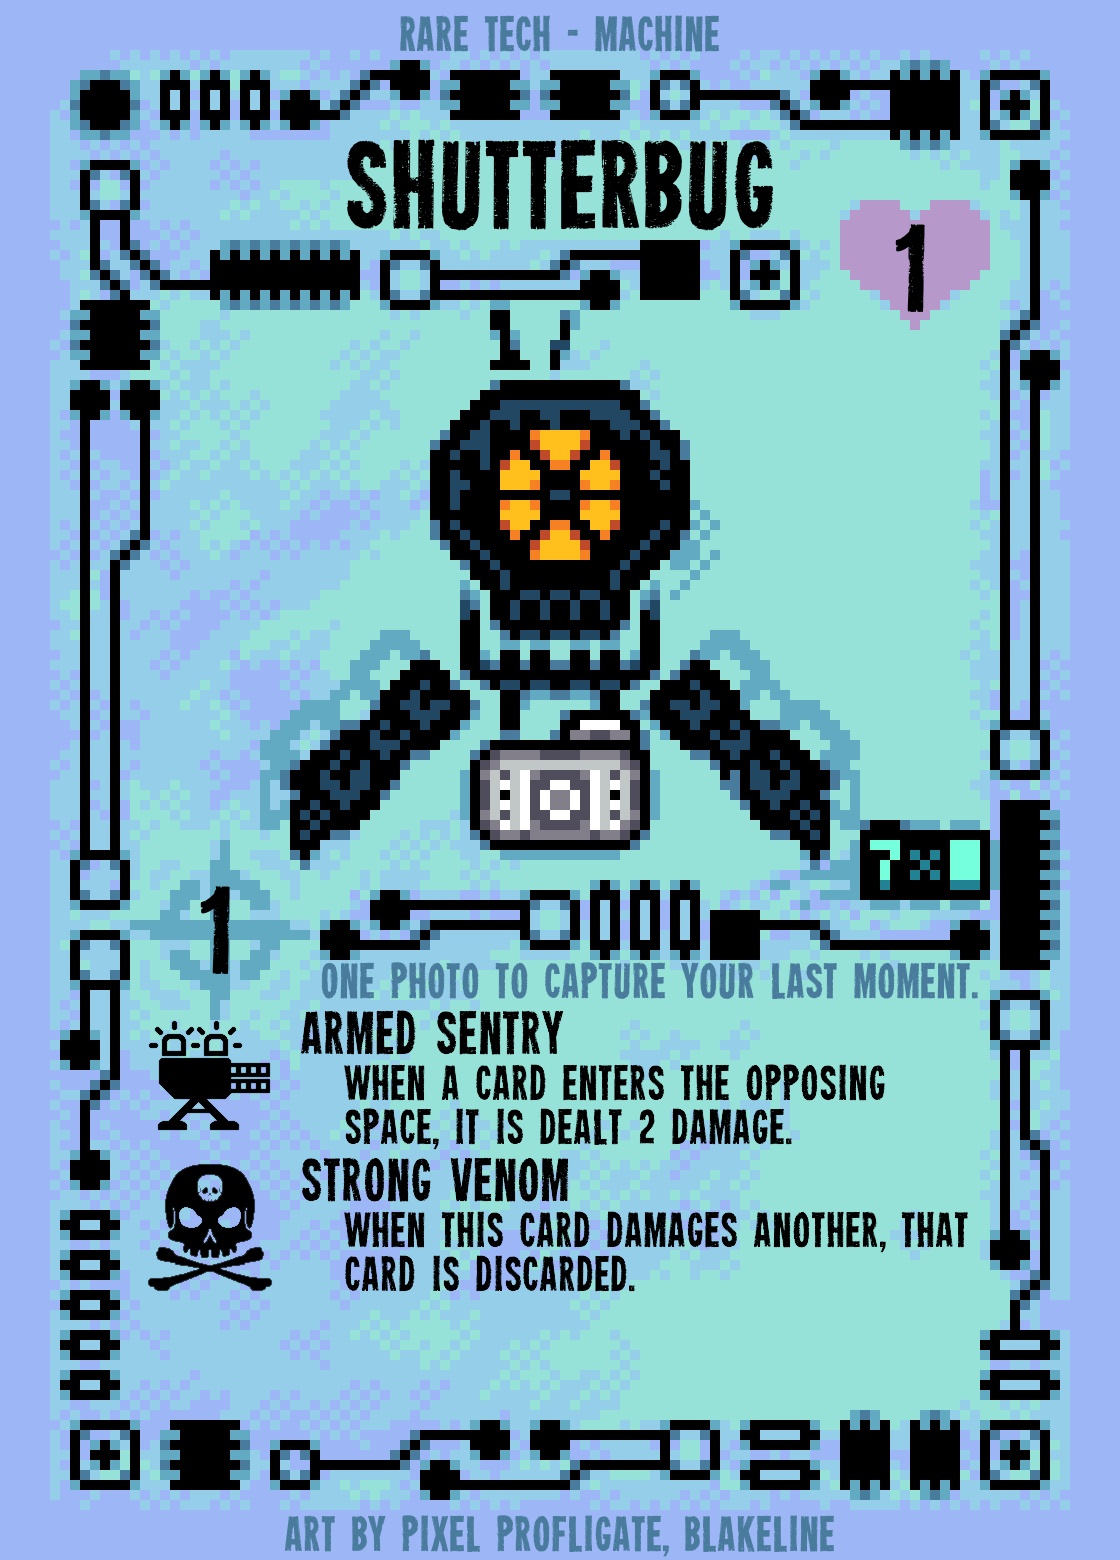 RARE TECH - MACHINE
SHUTTERBUG
1
7×
1
ONE PHOTO TO CAPTURE YOUR LAST MOMENT.
ARMED SENTRY
WHEN A CARD ENTERS THE OPPOSING
SPACE, IT IS DEALT 2 DAMAGE.
STRONG VENOM
WHEN THIS CARD DAMAGES ANOTHER, THAT
CARD IS DISCARDED.
ART BY PIXEL PROFLIGATE, BLAKELINE